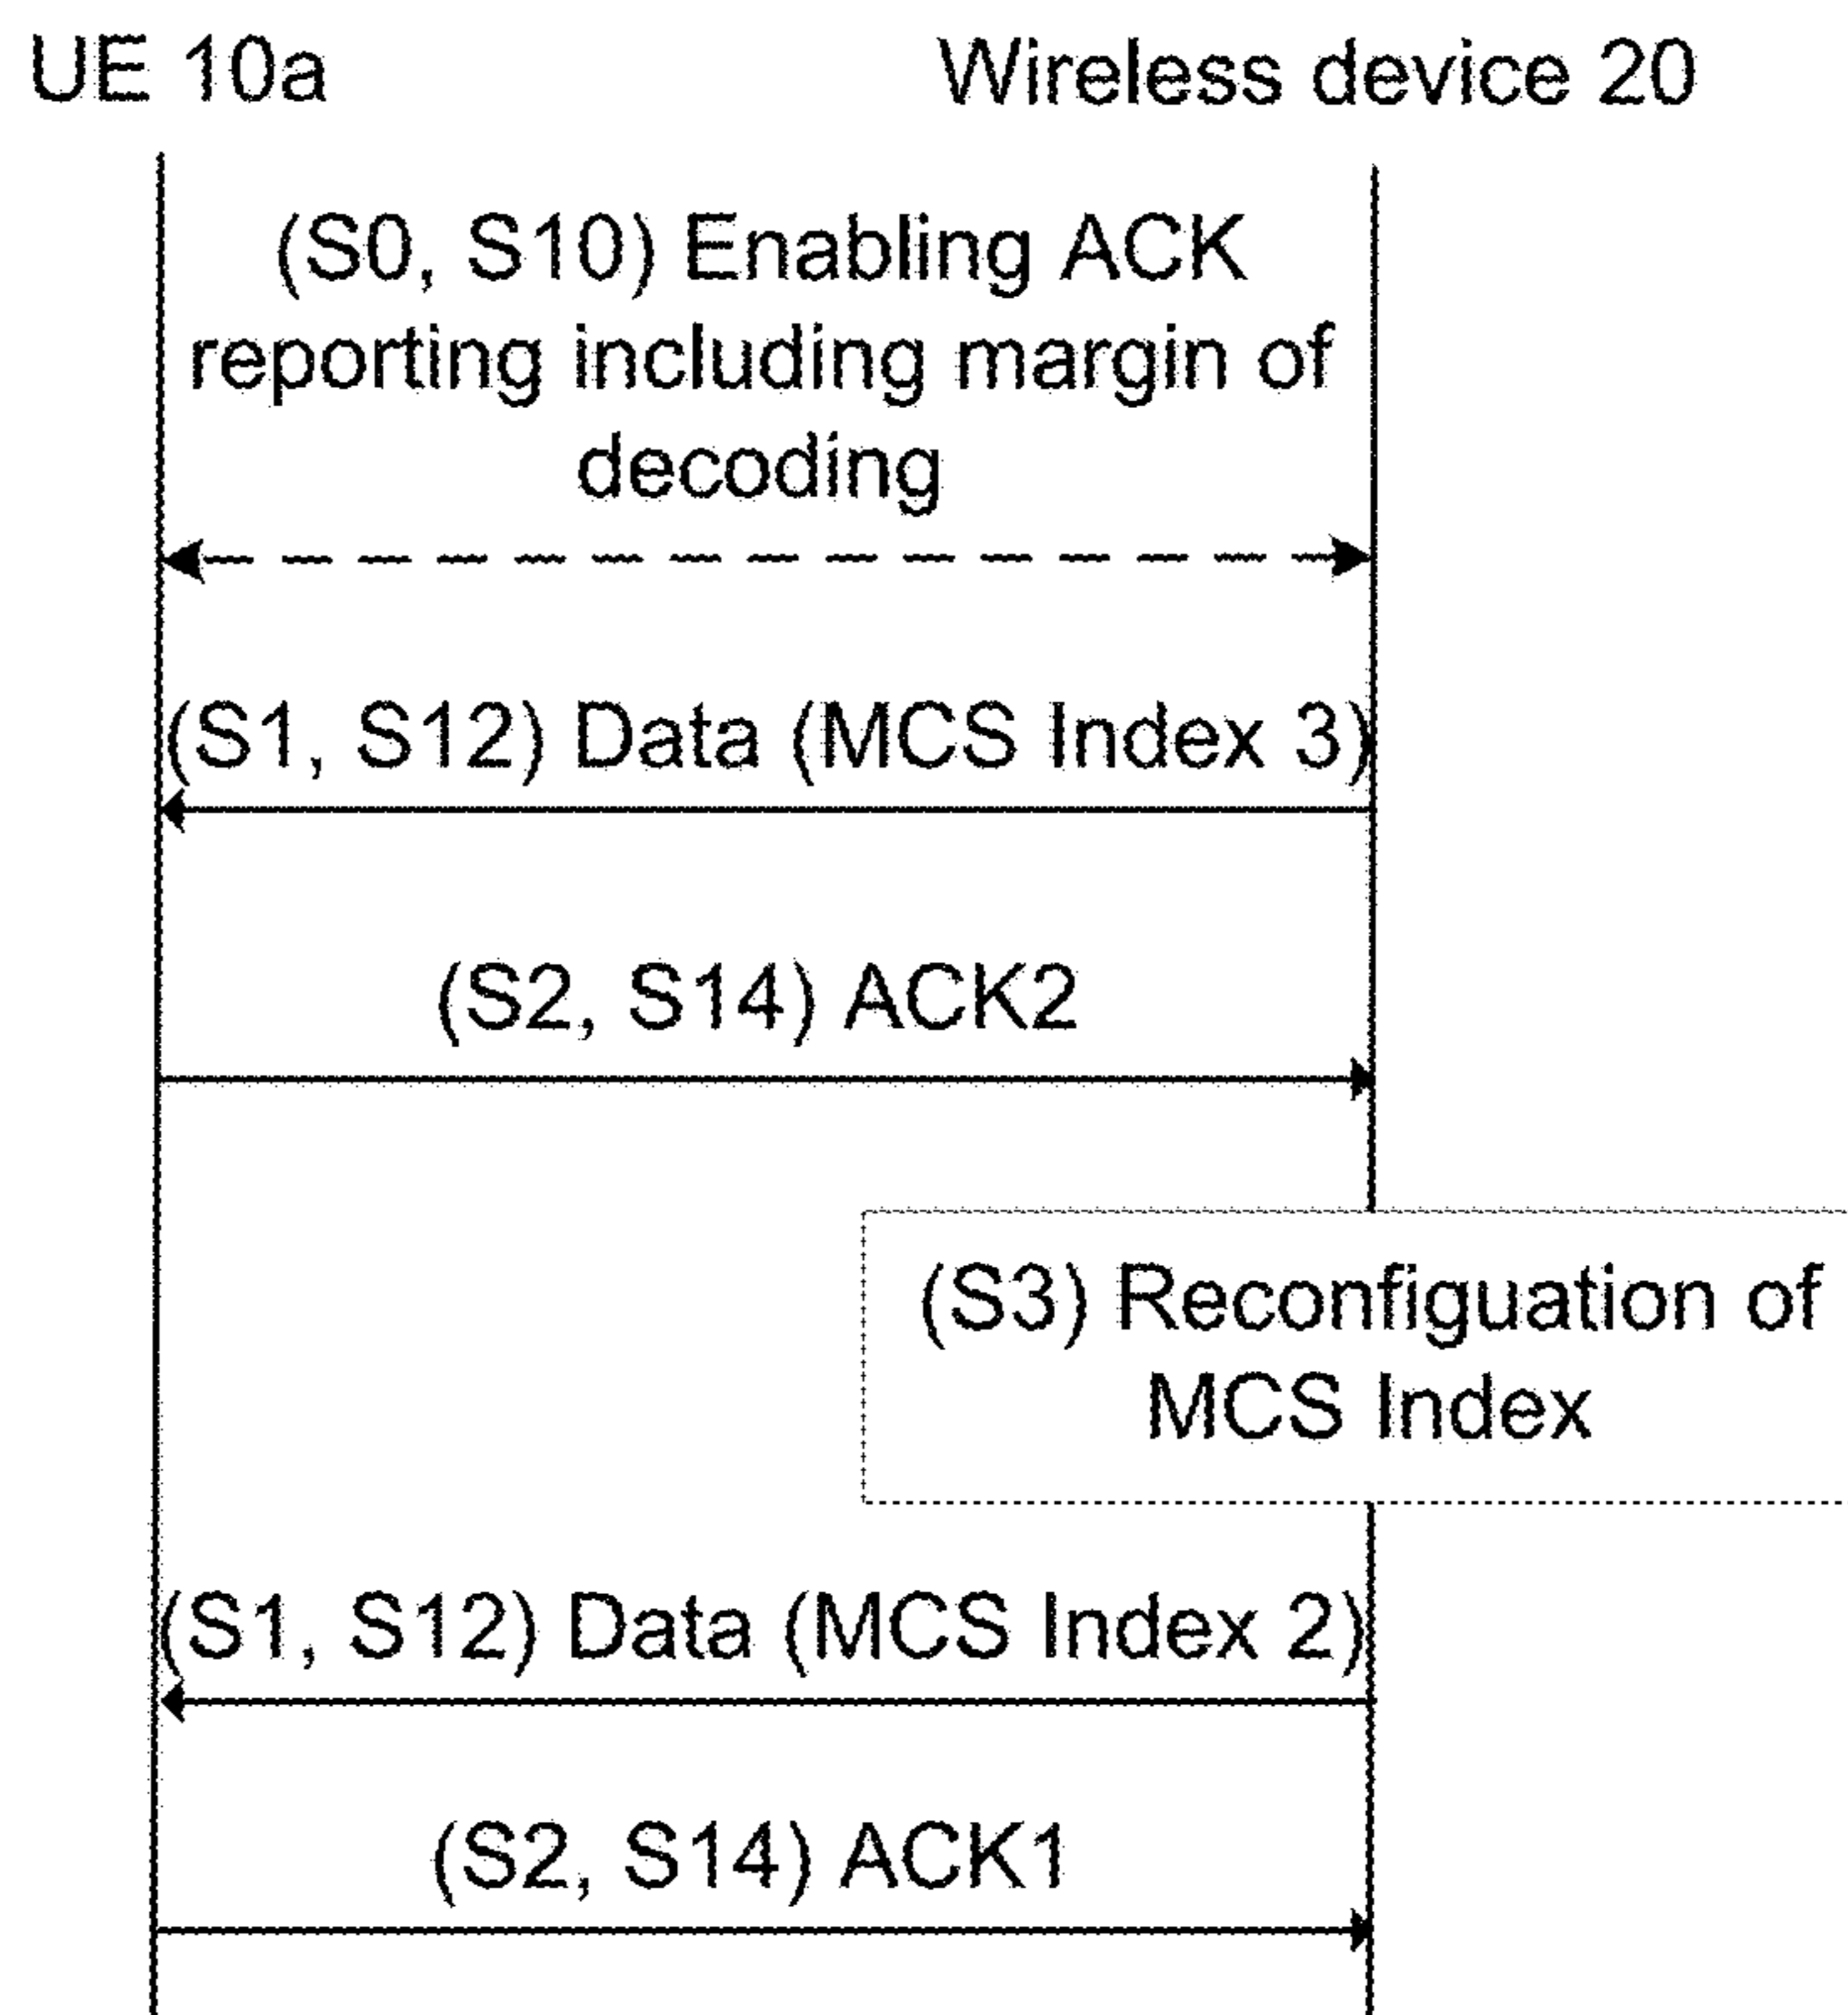 UE 10a
Wireless device 20
(S0, S10) Enabling ACK
reporting including margin of
decoding
(S1, S12) Data (MCS Index 3)
(S2, S14) ACK2
(S3) Reconfiguation of
MCS Index
(S1, S12) Data (MCS Index 2)
(S2, S14) ACK1